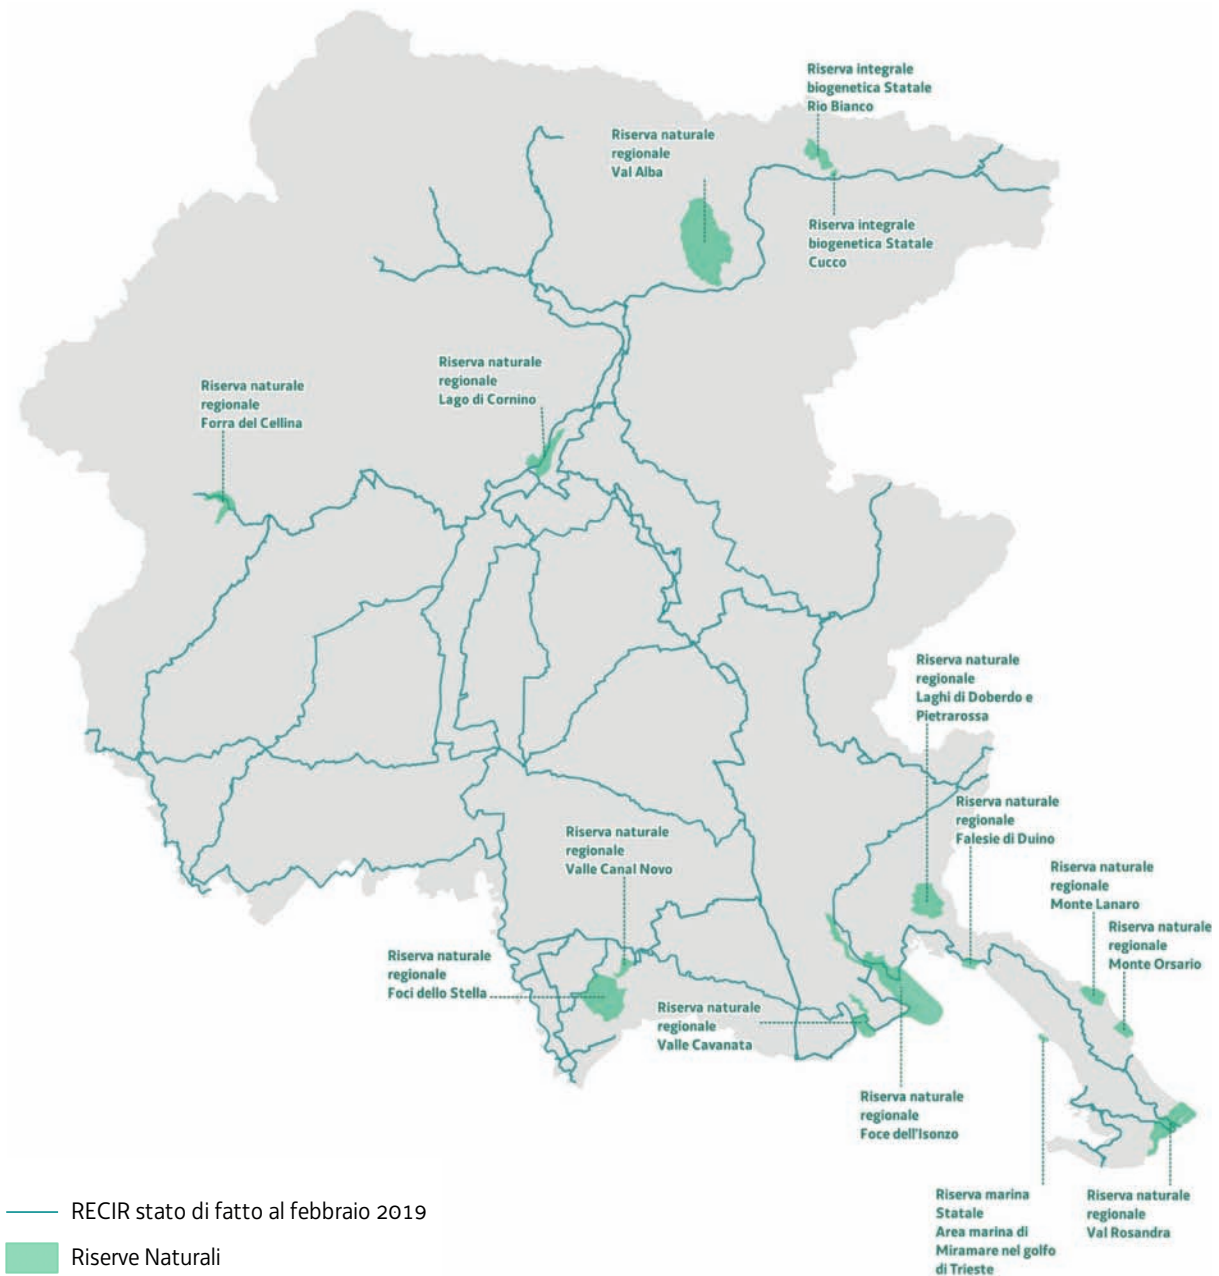 Riserva integrale
biogenetica Statale
Rio Bianco
Riserva naturale
regionale
Val Alba
Riserva integrale
biogenetica Statale
Cucco
Riserva naturale
regionale
Lago di Cornino
Riserva naturale
regionale
Forra del Cellina
Riserva naturale
regionale
Laghi di Doberdo e
Pietrarossa
Riserva naturale
regionale
Falesie di Duino
Riserva naturale
regionale
Valle Canal Novo
Riserva naturale
regionale
Monte Lanaro
Riserva naturale
regionale
Monte Orsario
Riserva naturale
regionale
Foci dello Stella
Riserva naturale
regionale
Valle Cavanata
Riserva naturale
regionale
Foce dell'Isonzo
Riserva marina
Statale
Area marina di
Miramare nel golfo
di Trieste
Riserva naturale
regionale
Val Rosandra
RECIR stato di fatto al febbraio 2019
Riserve Naturali